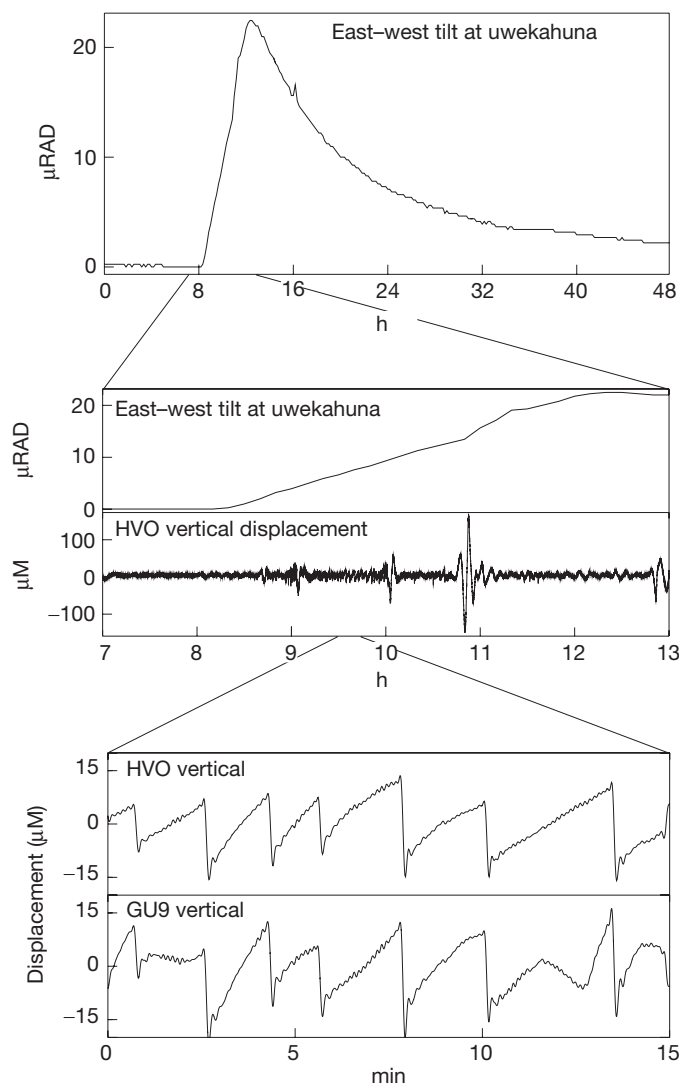 East–west tilt at uwekahuna
20
10
0
μRAD
0
8
16
24
32
40
48
h
East–west tilt at uwekahuna
20
0
μRAD
HVO vertical displacement
100
0
−100
μM
7
8
9
10
11
12
13
h
HVO vertical
15
0
−15
Displacement (μM)
GU9 vertical
15
0
−15
0
5
10
15
min